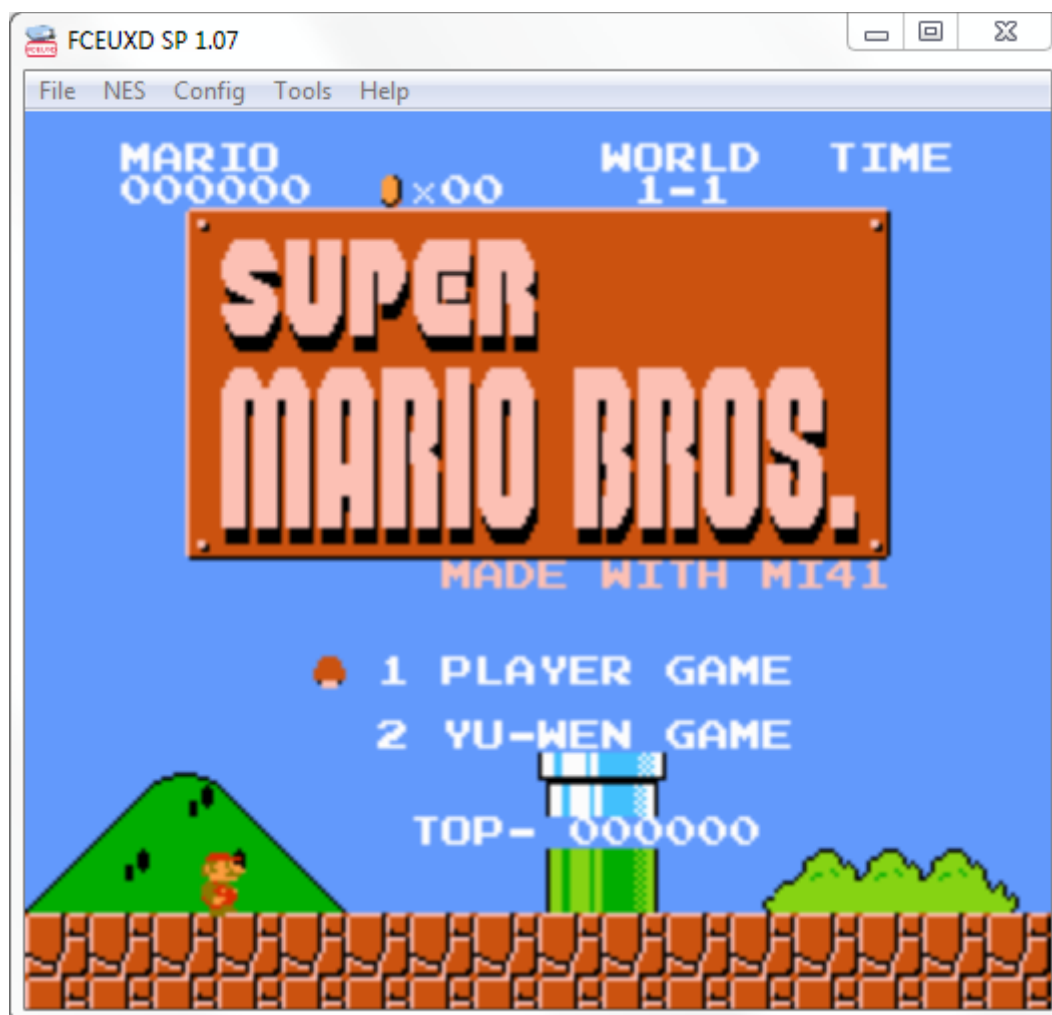 FCEUXD SP 1.07
File NES Config Tools Help
MARIO WORLD TIME
000000 ×00 1-1
SUPER
MARIO BROS.
MADE WITH MI41
1 PLAYER GAME
2 YU-WEN GAME
TOP- 000000